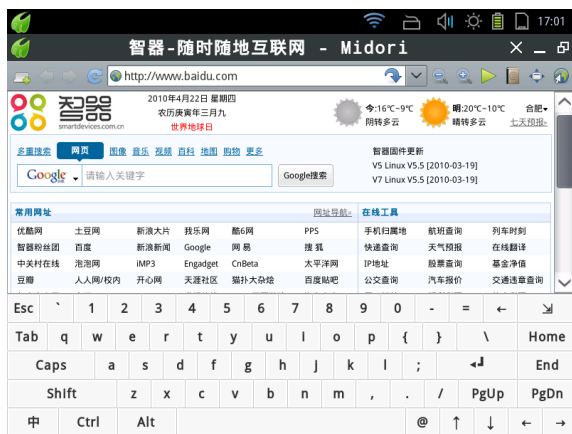 17:01
智器-随时随地互联网 - Midori
http://www.baidu.com
智器
smartdevices.com.cn
2010年4月22日 星期四
农历庚寅年三月九
世界地球日
今:16℃~9℃
阴转多云
明:20℃~10℃
晴转多云
合肥
七天预报»
多重搜索 网页 图像 音乐 视频 百科 地图 购物 更多
Google 请输入关键字 Google搜索
智器固件更新
V5 Linux V5.5 [2010-03-19]
V7 Linux V5.5 [2010-03-19]
常用网址 网址导航» 在线工具
优酷网 土豆网 新浪大片 我乐网 酷6网 PPS 手机归属地 航班查询 列车时刻
智器粉丝团 百度 新浪新闻 Google 网 易 搜 狐 快递查询 天气预报 在线翻译
中关村在线 泡泡网 iMP3 Engadget CnBeta 太平洋网 IP地址 股票查询 基金净值
豆瓣 人人网/校内 开心网 天涯社区 猫扑大杂烩 百度贴吧 公交查询 汽车报价 交通违章查询
Esc ` 1 2 3 4 5 6 7 8 9 0 - = ←
Tab q w e r t y u i o p { } \ Home
Caps a s d f g h j k l ; End
Shift z x c v b n m , . / PgUp PgDn
中 Ctrl Alt @ ↑ ↓ ← →